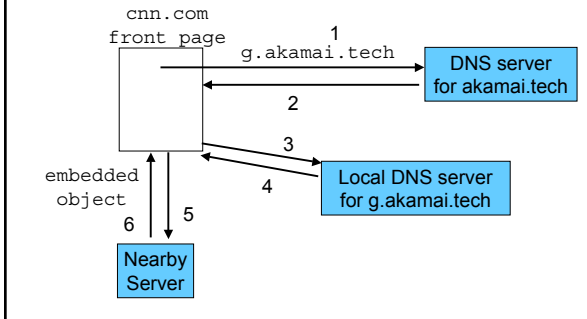 cnn.com
front page
1
g.akamai.tech
DNS server
for akamai.tech
2
3
4
Local DNS server
for g.akamai.tech
embedded
object
6
5
Nearby
Server